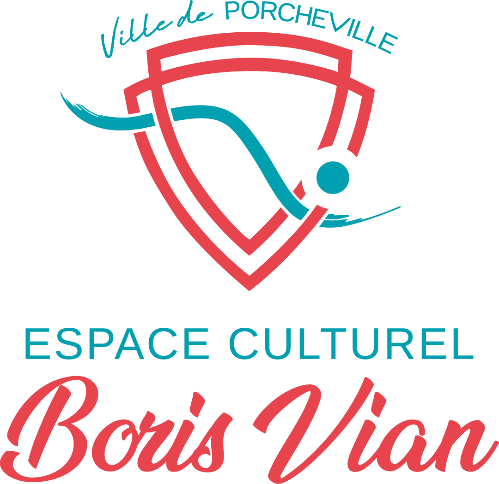 Ville de PORCHEVILLE
ESPACE CULTUREL
Boris Vian